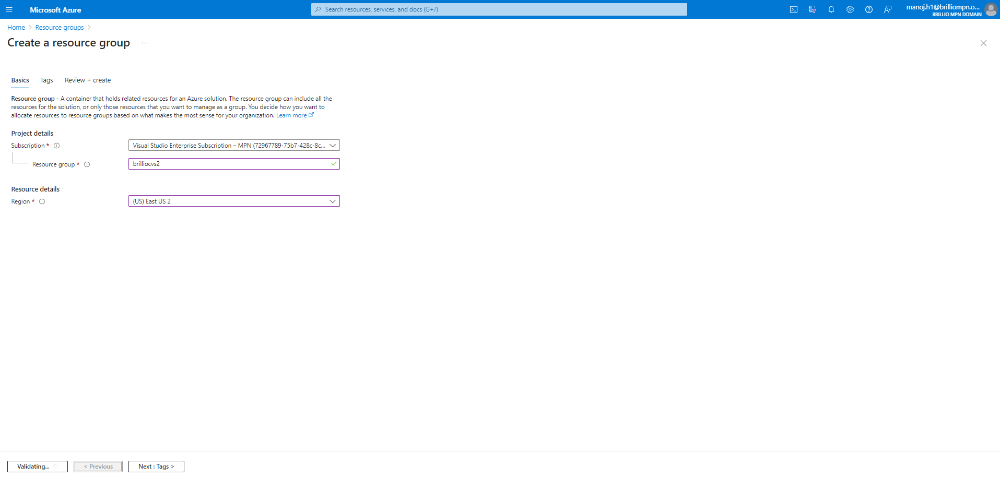 Microsoft Azure
Search resources, services, and docs (G+/)
manoj.h1@brilliompn.o...
BRILLIO MPN DOMAIN
Home > Resource groups >
Create a resource group ...
Basics Tags Review + create
Resource group - A container that holds related resources for an Azure solution. The resource group can include all the
resources for the solution, or only those resources that you want to manage as a group. You decide how you want to
allocate resources to resource groups based on what makes the most sense for your organization. Learn more
Project details
Subscription * Visual Studio Enterprise Subscription – MPN (72967789-75b7-428c-8c...
Resource group * brilliocvs2
Resource details
Region * (US) East US 2
Validating... < Previous Next : Tags >